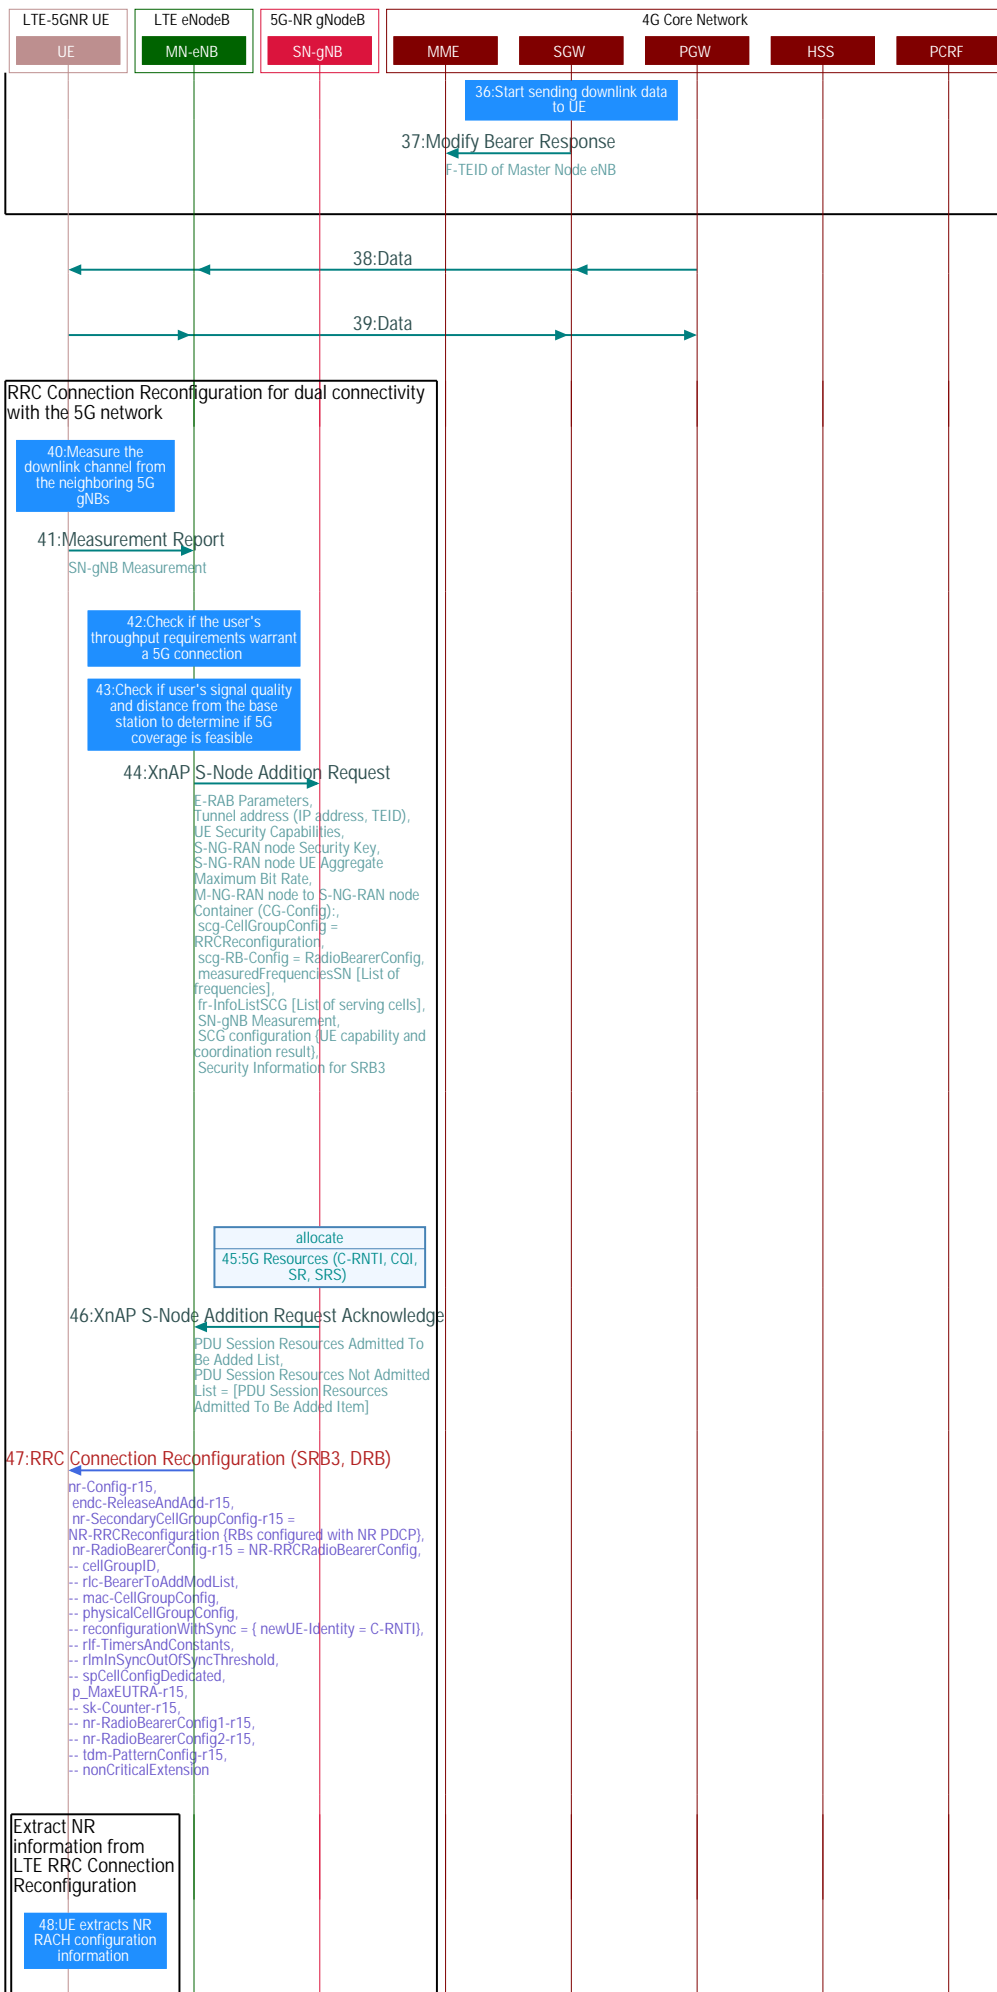 LTE-5GNR UE
LTE eNodeB
5G-NR gNodeB
4G Core Network
UE
MN-eNB
SN-gNB
MME
SGW
PGW
HSS
PCRF
36:Start sending downlink data
to UE
37:Modify Bearer Response
F-TEID of Master Node eNB
38:Data
39:Data
RRC Connection Reconfiguration for dual connectivity
with the 5G network
40:Measure the
downlink channel from
the neighboring 5G
gNBs
41:Measurement Report
SN-gNB Measurement
42:Check if the user's
throughput requirements warrant
a 5G connection
43:Check if user's signal quality
and distance from the base
station to determine if 5G
coverage is feasible
44:XnAP S-Node Addition Request
E-RAB Parameters,
Tunnel address (IP address, TEID),
UE Security Capabilities,
S-NG-RAN node Security Key,
S-NG-RAN node UE Aggregate
Maximum Bit Rate,
M-NG-RAN node to S-NG-RAN node
Container (CG-Config):,
scg-CellGroupConfig =
RRCReconfiguration,
scg-RB-Config = RadioBearerConfig,
measuredFrequenciesSN [List of
frequencies],
fr-InfoListSCG [List of serving cells],
SN-gNB Measurement,
SCG configuration {UE capability and
coordination result},
Security Information for SRB3
allocate
45:5G Resources (C-RNTI, CQI,
SR, SRS)
46:XnAP S-Node Addition Request Acknowledge
PDU Session Resources Admitted To
Be Added List,
PDU Session Resources Not Admitted
List = [PDU Session Resources
Admitted To Be Added Item]
47:RRC Connection Reconfiguration (SRB3, DRB)
nr-Config-r15,
endc-ReleaseAndAdd-r15,
nr-SecondaryCellGroupConfig-r15 =
NR-RRCReconfiguration {RBs configured with NR PDCP},
nr-RadioBearerConfig-r15 = NR-RRCRadioBearerConfig,
-- cellGroupID,
-- rlc-BearerToAddModList,
-- mac-CellGroupConfig,
-- physicalCellGroupConfig,
-- reconfigurationWithSync = { newUE-Identity = C-RNTI},
-- rlf-TimersAndConstants,
-- rlmInSyncOutOfSyncThreshold,
-- spCellConfigDedicated,
p_MaxEUTRA-r15,
-- sk-Counter-r15,
-- nr-RadioBearerConfig1-r15,
-- nr-RadioBearerConfig2-r15,
-- tdm-PatternConfig-r15,
-- nonCriticalExtension
Extract NR
information from
LTE RRC Connection
Reconfiguration
48:UE extracts NR
RACH configuration
information